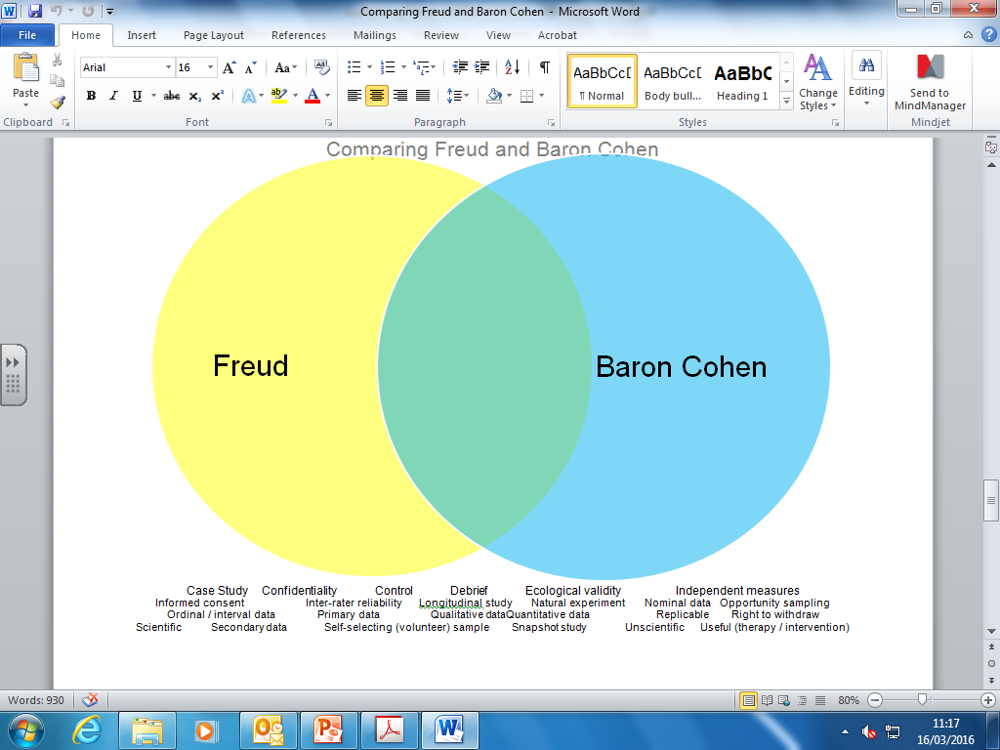 Comparing Freud and Baron Cohen - Microsoft Word
File Home Insert Page Layout References Mailings Review View Acrobat
Paste
Arial 16
AaBbCcD AaBbCcD AaBbC
¶ Normal Body bull... Heading 1
Change Styles
Editing
Send to MindManager
Clipboard Font Paragraph Styles Mindjet
Comparing Freud and Baron Cohen
Freud Baron Cohen
Case Study Confidentiality Control Debrief Ecological validity Independent measures
Informed consent Inter-rater reliability Longitudinal study Natural experiment Nominal data Opportunity sampling
Ordinal / interval data Primary data Qualitative data Quantitative data Replicable Right to withdraw
Scientific Secondary data Self-selecting (volunteer) sample Snapshot study Unscientific Useful (therapy / intervention)
Words: 930 80%
11:17
16/03/2016